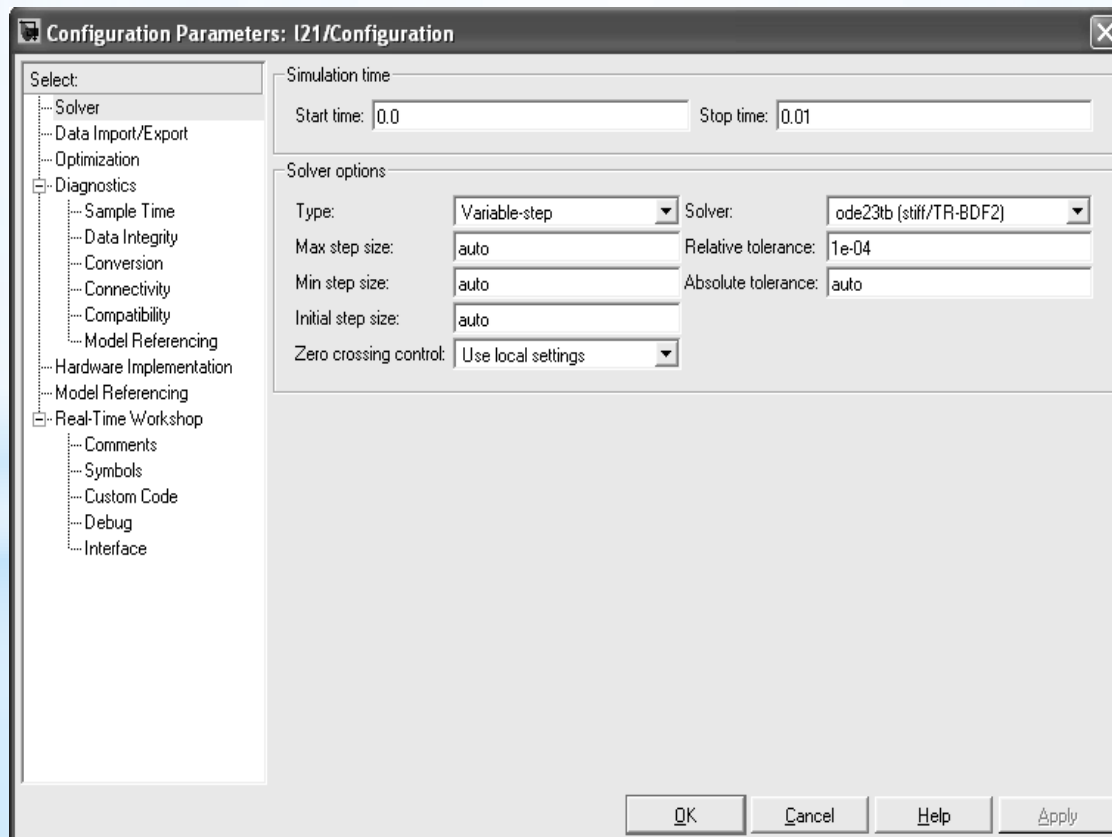 Configuration Parameters: I21/Configuration
Select:
Solver
Data Import/Export
Optimization
Diagnostics
Sample Time
Data Integrity
Conversion
Connectivity
Compatibility
Model Referencing
Hardware Implementation
Model Referencing
Real-Time Workshop
Comments
Symbols
Custom Code
Debug
Interface
Simulation time
Start time: 0.0 Stop time: 0.01
Solver options
Type: Variable-step Solver: ode23tb (stiff/TR-BDF2)
Max step size: auto Relative tolerance: 1e-04
Min step size: auto Absolute tolerance: auto
Initial step size: auto
Zero crossing control: Use local settings
OK Cancel Help Apply